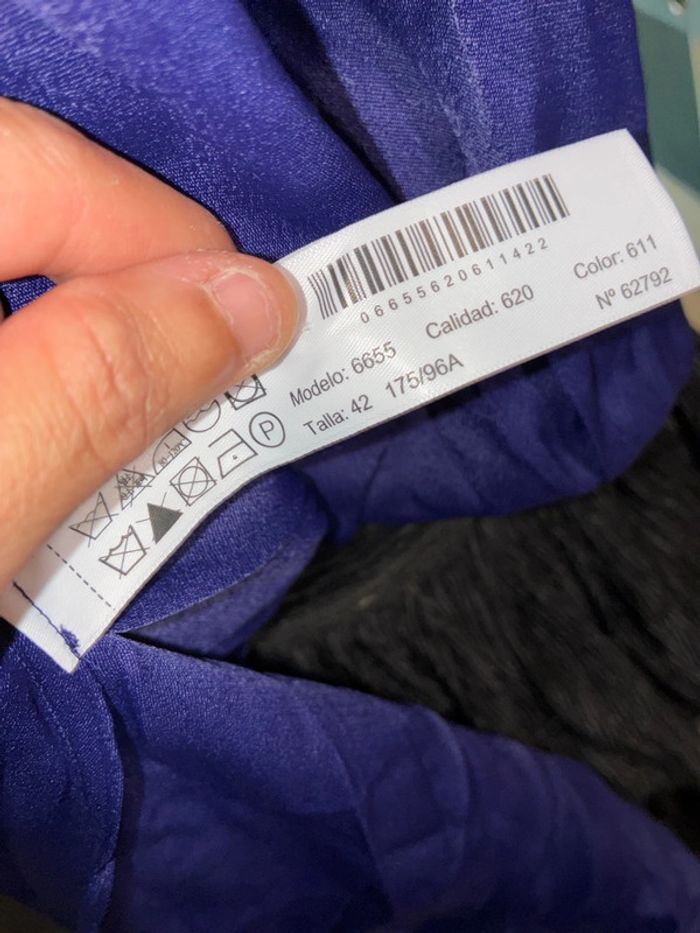 06655620611422
Modelo: 6655 Calidad: 620 Color: 611
Talla: 42 175/96A Nº 62792
P